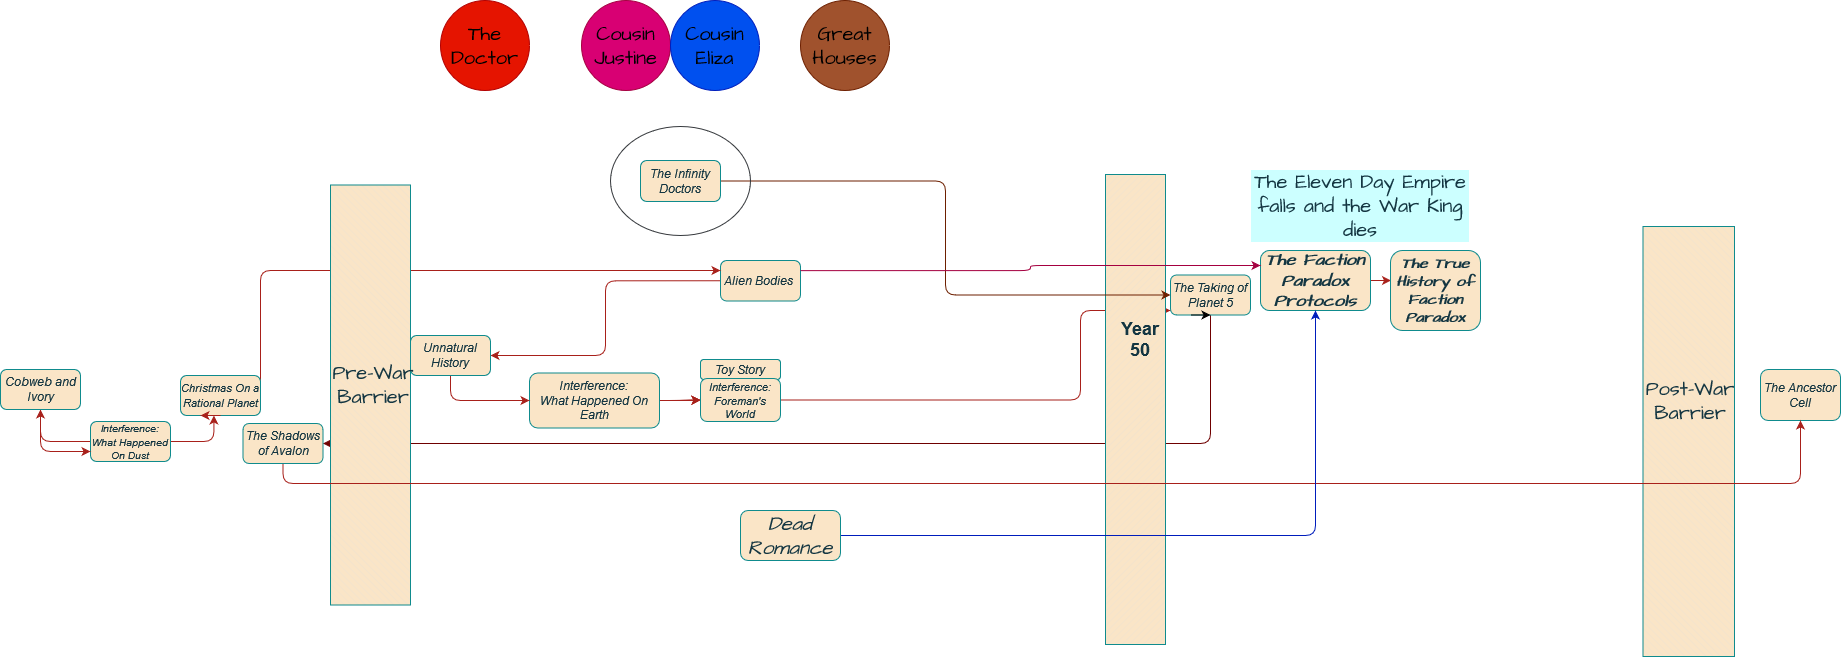 The
Doctor
Cousin
Justine
Cousin
Eliza
Great
Houses
The Infinity
Doctors
The Eleven Day Empire
falls and the War King
dies
Alien Bodies
The Taking of
Planet 5
The Faction
Paradox
Protocols
The True
History of
Faction
Paradox
Year
50
Unnatural
History
Pre-War
Barrier
Toy Story
Interference:
Foreman's
World
Interference:
What Happened On
Earth
Cobweb and
Ivory
Christmas On a
Rational Planet
Interference:
What Happened
On Dust
The Shadows
of Avalon
Post-War
Barrier
The Ancestor
Cell
Dead
Romance